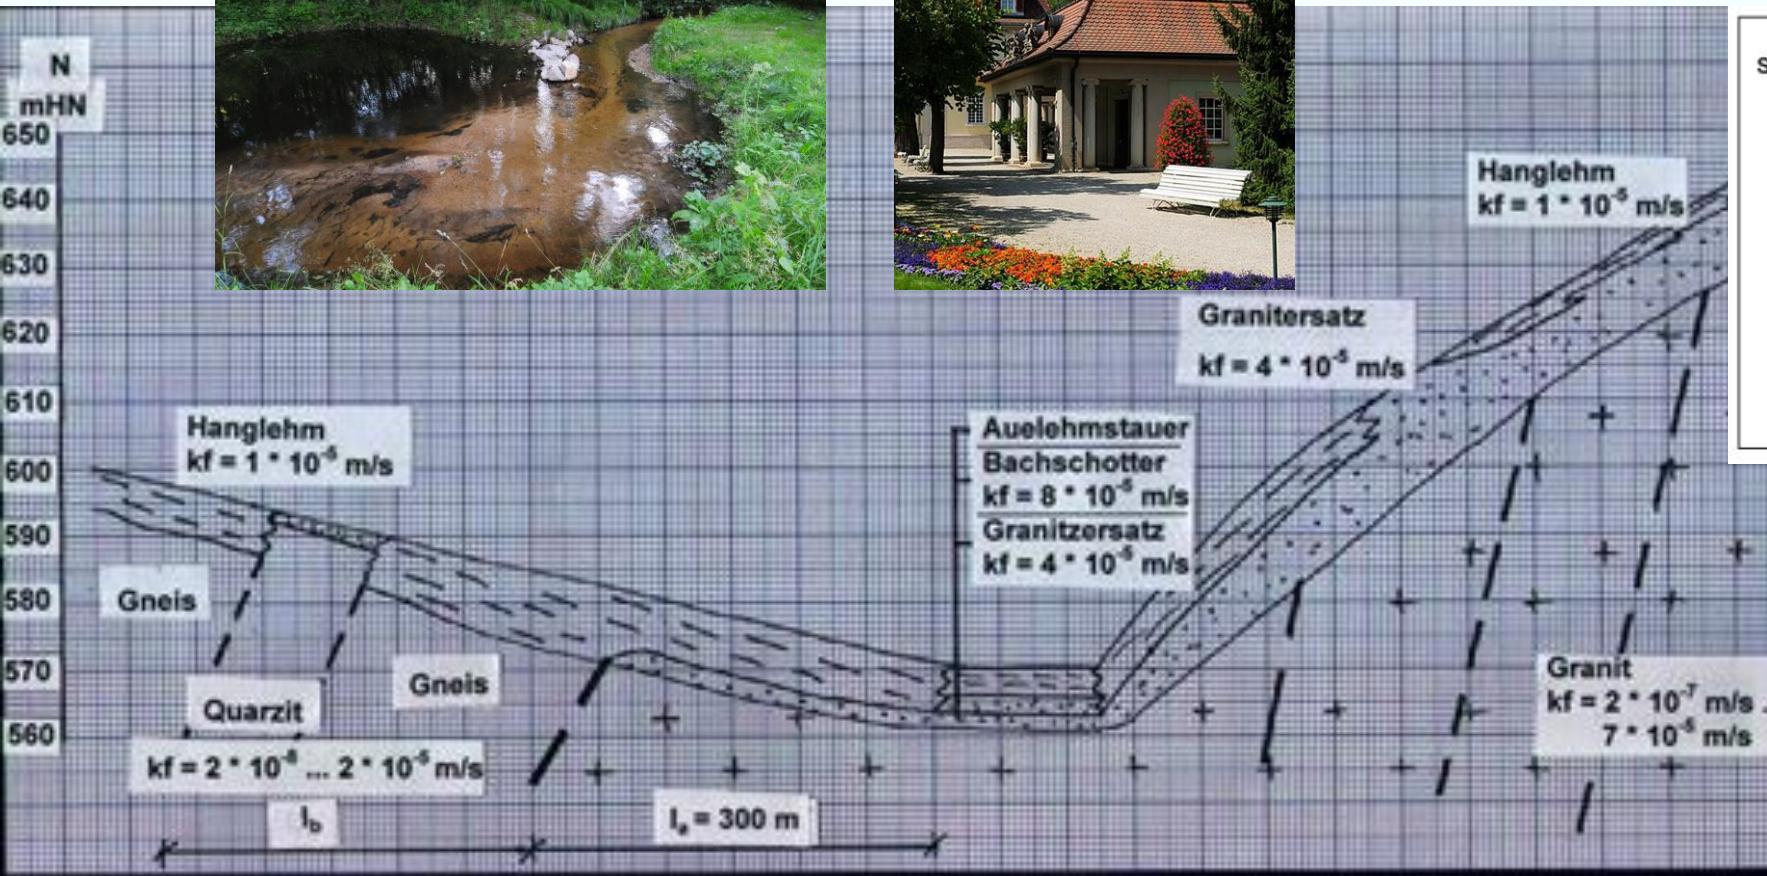 N
mHN
650
640
630
620
610
600
590
580
570
560
Hanglehm
kf = 1 * 10⁻⁵ m/s
Granitersatz
kf = 4 * 10⁻⁵ m/s
Hanglehm
kf = 1 * 10⁻⁵ m/s
Auelehmstauer
Bachschotter
kf = 8 * 10⁻⁵ m/s
Granitzersatz
kf = 4 * 10⁻⁵ m/s
Gneis
Gneis
Quarzit
kf = 2 * 10⁻⁶ ... 2 * 10⁻⁵ m/s
Granit
kf = 2 * 10⁻⁷ m/s
7 * 10⁻⁵ m/s
l_b
l_a = 300 m